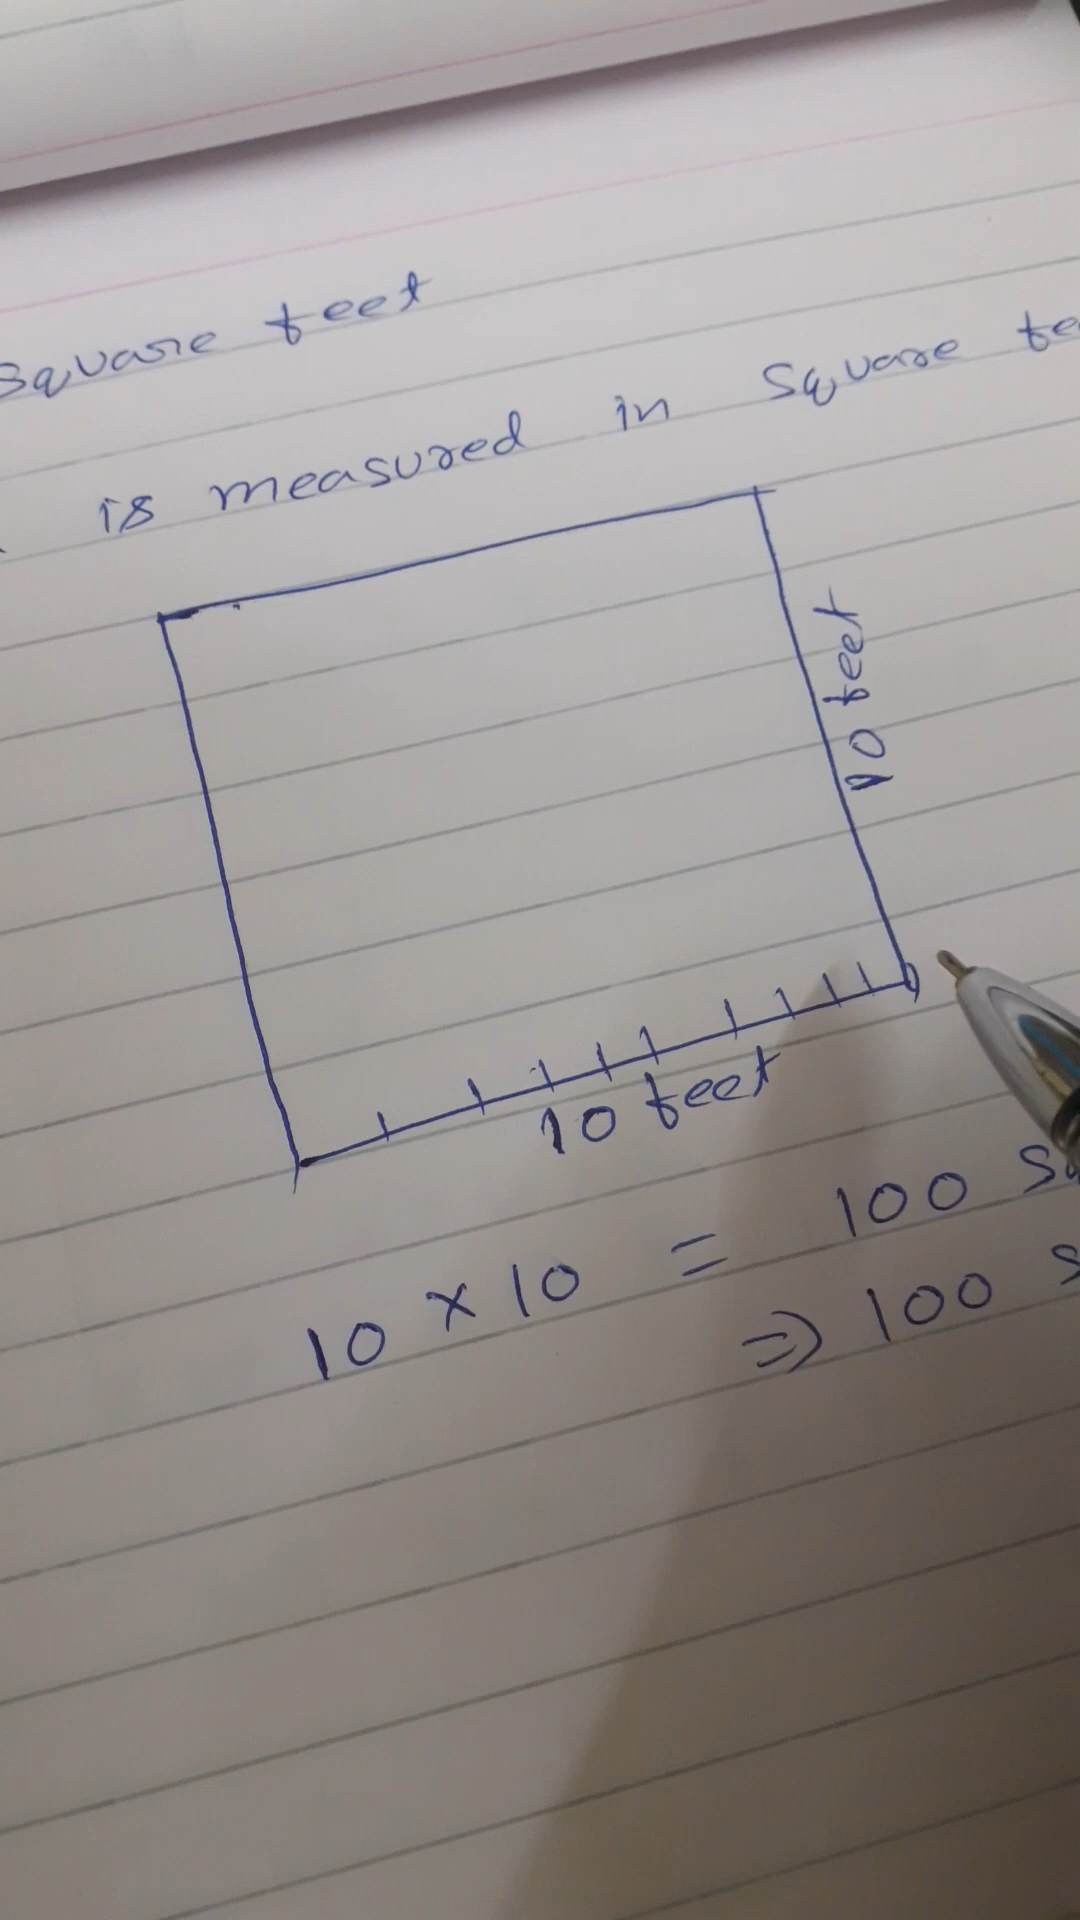 square feet
is measured in square
10 feet
10 feet
10 x 10 = 100
=> 100